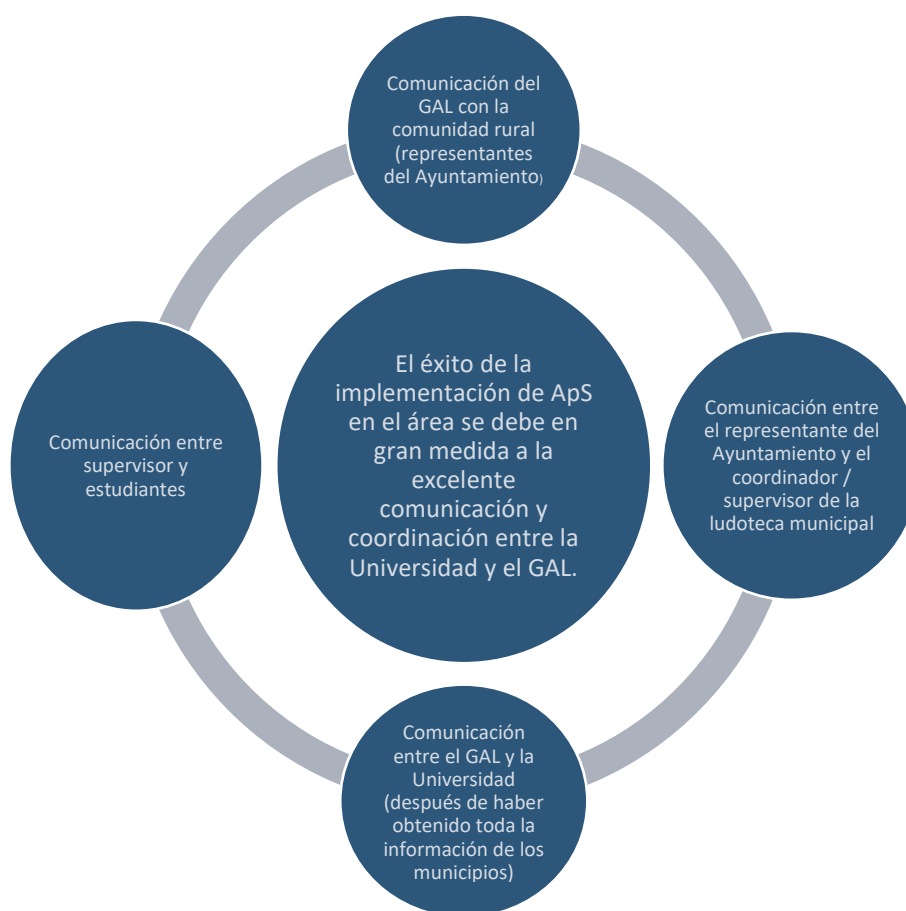 Comunicación del
GAL con la
comunidad rural
(representantes
del Ayuntamiento)
El éxito de la
implementación de ApS
en el área se debe en
gran medida a la
excelente
comunicación y
coordinación entre la
Universidad y el GAL.
Comunicación entre
el representante del
Ayuntamiento y el
coordinador /
supervisor de la
ludoteca municipal
Comunicación
entre el GAL y la
Universidad
(después de haber
obtenido toda la
información de los
municipios)
Comunicación entre
supervisor y
estudiantes